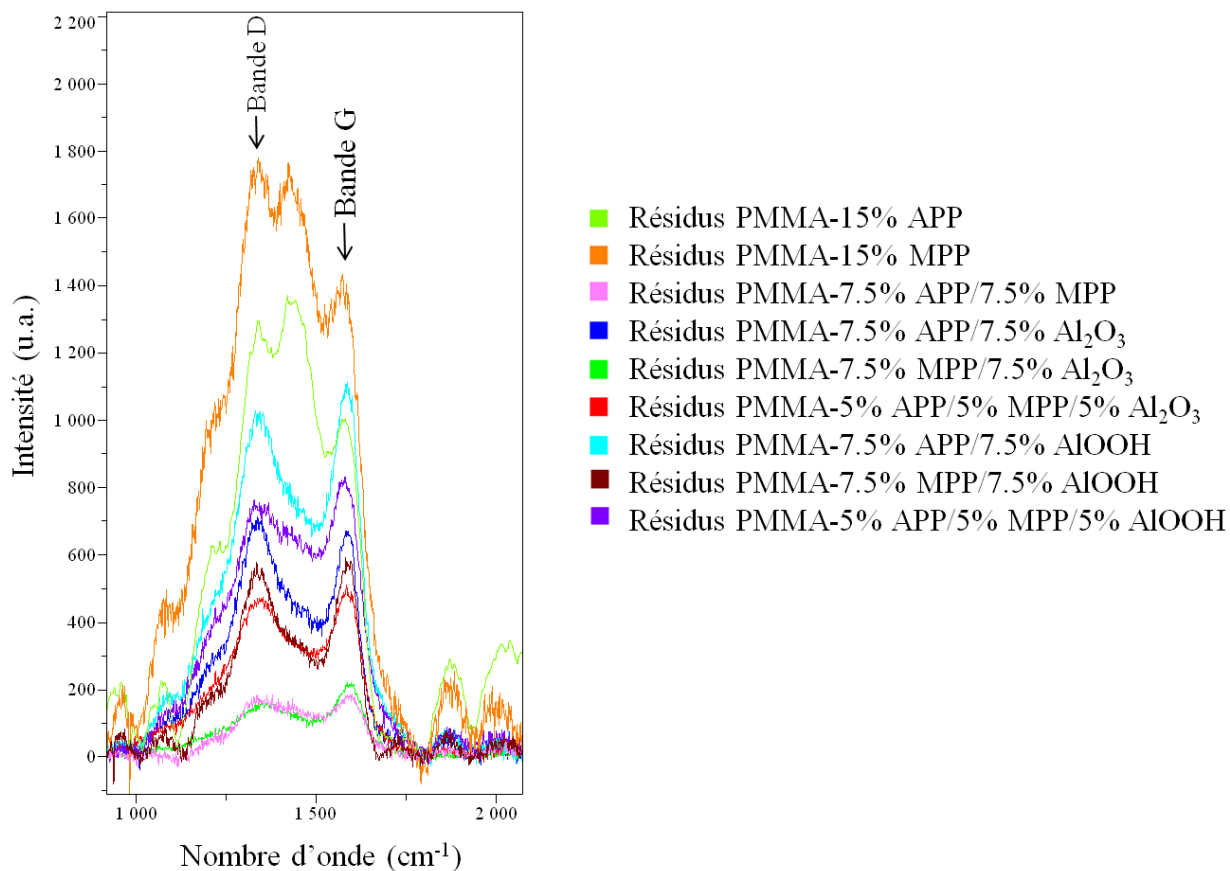 2 200
2 000
1 800
1 600
1 400
1 200
1 000
800
600
400
200
0
Intensité (u.a.)
Bande D
Bande G
1 000
1 500
2 000
Nombre d’onde (cm⁻¹)
Résidus PMMA-15% APP
Résidus PMMA-15% MPP
Résidus PMMA-7.5% APP/7.5% MPP
Résidus PMMA-7.5% APP/7.5% Al₂O₃
Résidus PMMA-7.5% MPP/7.5% Al₂O₃
Résidus PMMA-5% APP/5% MPP/5% Al₂O₃
Résidus PMMA-7.5% APP/7.5% AlOOH
Résidus PMMA-7.5% MPP/7.5% AlOOH
Résidus PMMA-5% APP/5% MPP/5% AlOOH